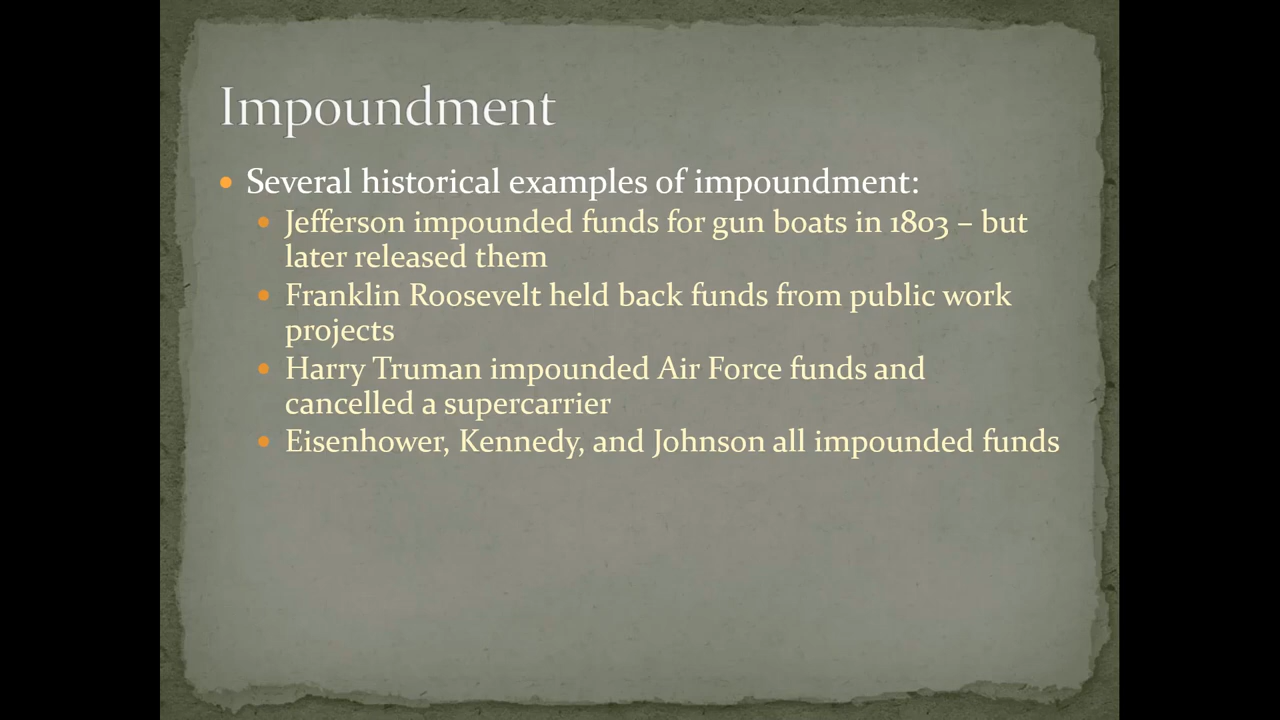 Impoundment
• Several historical examples of impoundment:
• Jefferson impounded funds for gun boats in 1803 – but
later released them
• Franklin Roosevelt held back funds from public work
projects
• Harry Truman impounded Air Force funds and
cancelled a supercarrier
• Eisenhower, Kennedy, and Johnson all impounded funds